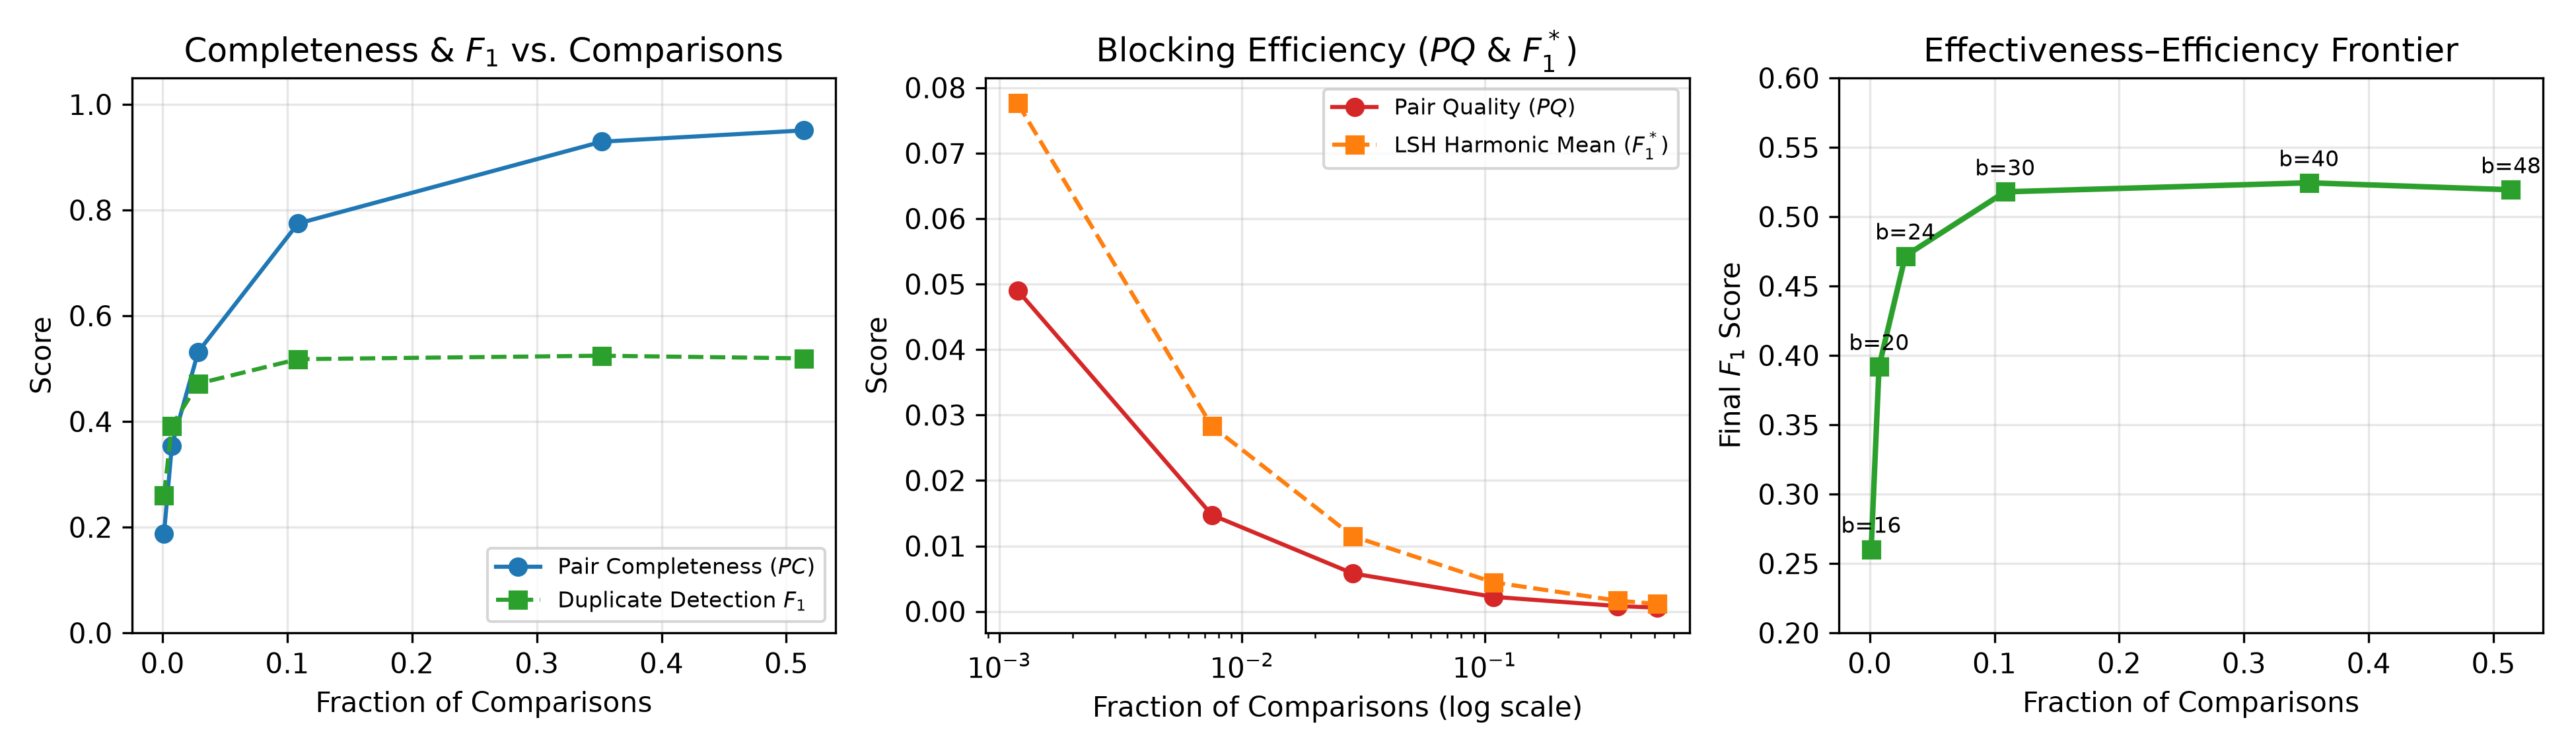 Completeness & F₁ vs. Comparisons
Score
1.0
0.8
0.6
0.4
0.2
0.0
0.0 0.1 0.2 0.3 0.4 0.5
Fraction of Comparisons
Pair Completeness (PC)
Duplicate Detection F₁
Blocking Efficiency (PQ & F₁*)
Score
0.08
0.07
0.06
0.05
0.04
0.03
0.02
0.01
0.00
10⁻³ 10⁻² 10⁻¹
Fraction of Comparisons (log scale)
Pair Quality (PQ)
LSH Harmonic Mean (F₁*)
Effectiveness–Efficiency Frontier
Final F₁ Score
0.60
0.55
0.50
0.45
0.40
0.35
0.30
0.25
0.20
b=30
b=40
b=48
b=24
b=20
b=16
0.0 0.1 0.2 0.3 0.4 0.5
Fraction of Comparisons